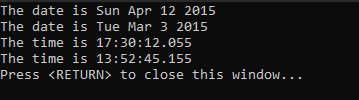 The date is Sun Apr 12 2015
The date is Tue Mar 3 2015
The time is 17:30:12.055
The time is 13:52:45.155
Press <RETURN> to close this window...